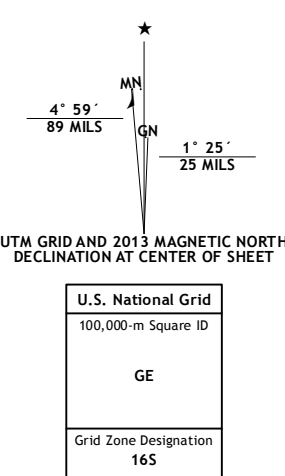 ★
MN
4° 59´
89 MILS
GN
1° 25´
25 MILS
UTM GRID AND 2013 MAGNETIC NORTH
DECLINATION AT CENTER OF SHEET
U.S. National Grid
100,000-m Square ID
GE
Grid Zone Designation
16S